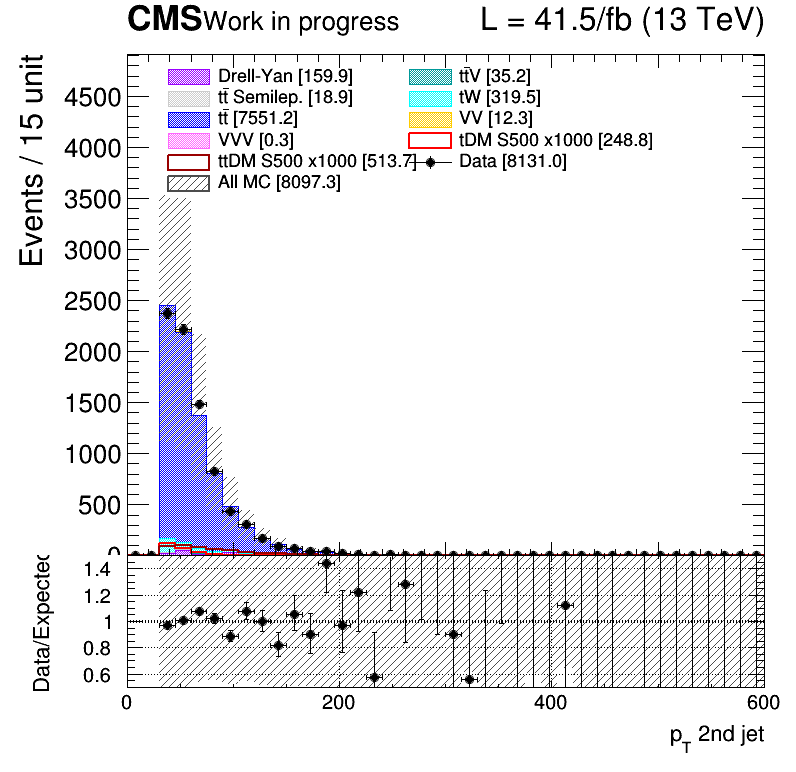 CMS Work in progress L = 41.5/fb (13 TeV)
Events / 15 unit
Drell-Yan [159.9] tt̄V [35.2]
tt̄ Semilep. [18.9] tW [319.5]
tt̄ [7551.2] VV [12.3]
VVV [0.3] tDM S500 x1000 [248.8]
ttDM S500 x1000 [513.7] Data [8131.0]
All MC [8097.3]
4500
4000
3500
3000
2500
2000
1500
1000
500
0
Data/Expected
1.4
1.2
1
0.8
0.6
0 200 400 600
p_T 2nd jet